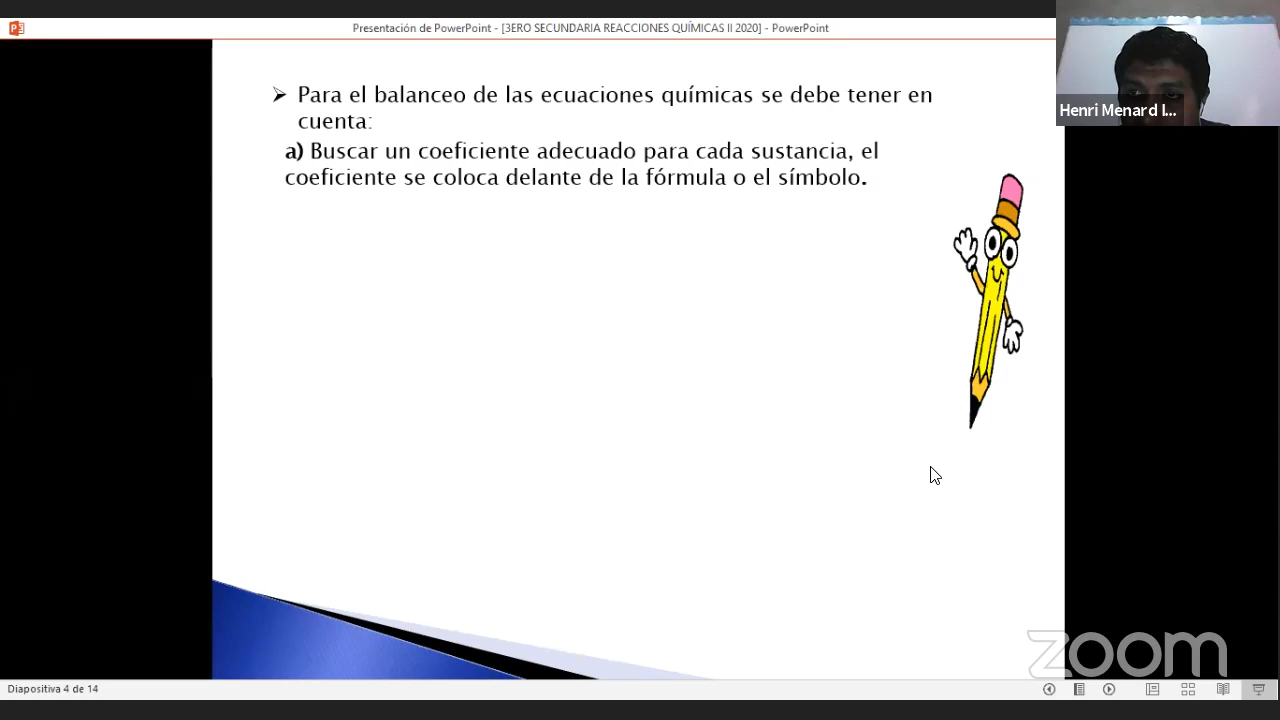 Presentación de PowerPoint - [3ERO SECUNDARIA REACCIONES QUÍMICAS II 2020] - PowerPoint
Henri Menard I...
➢ Para el balanceo de las ecuaciones químicas se debe tener en
cuenta:
a) Buscar un coeficiente adecuado para cada sustancia, el
coeficiente se coloca delante de la fórmula o el símbolo.
zoom
Diapositiva 4 de 14